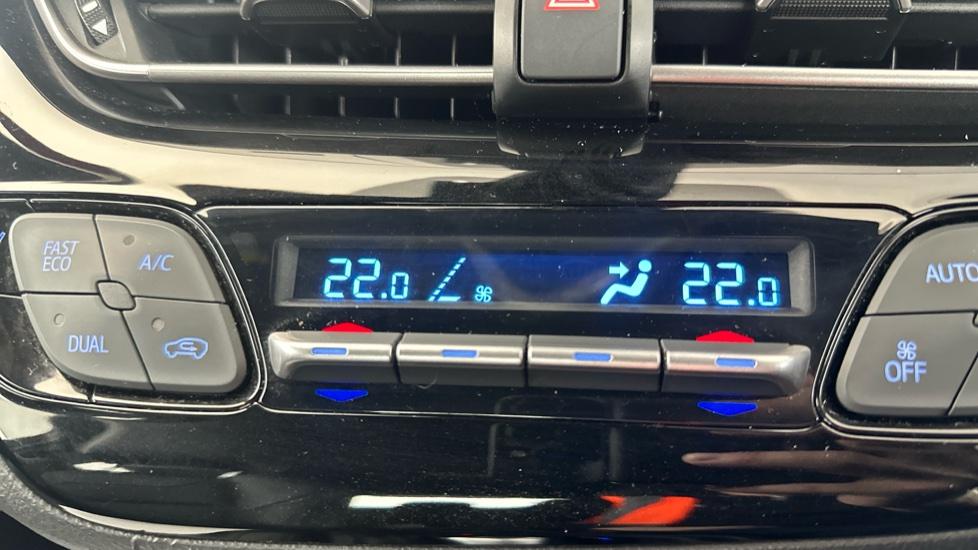 FAST
ECO
A/C
DUAL
22.0
22.0
AUTO
OFF